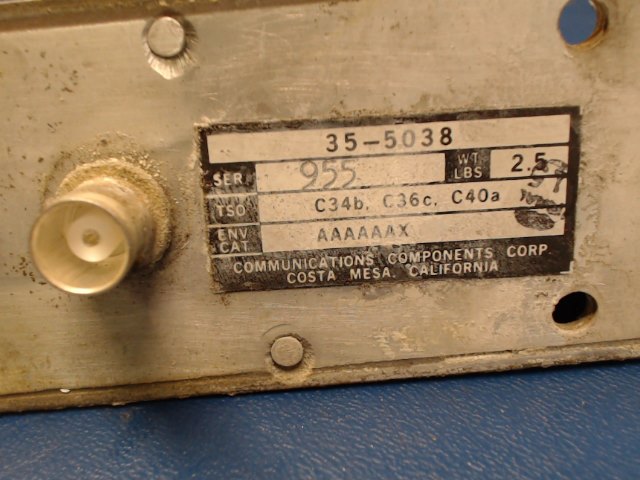 35-5038
SER 955 WT LBS 2.5
TSO C34b, C36c, C40a
ENV CAT AAAAAAX
COMMUNICATIONS COMPONENTS CORP
COSTA MESA, CALIFORNIA